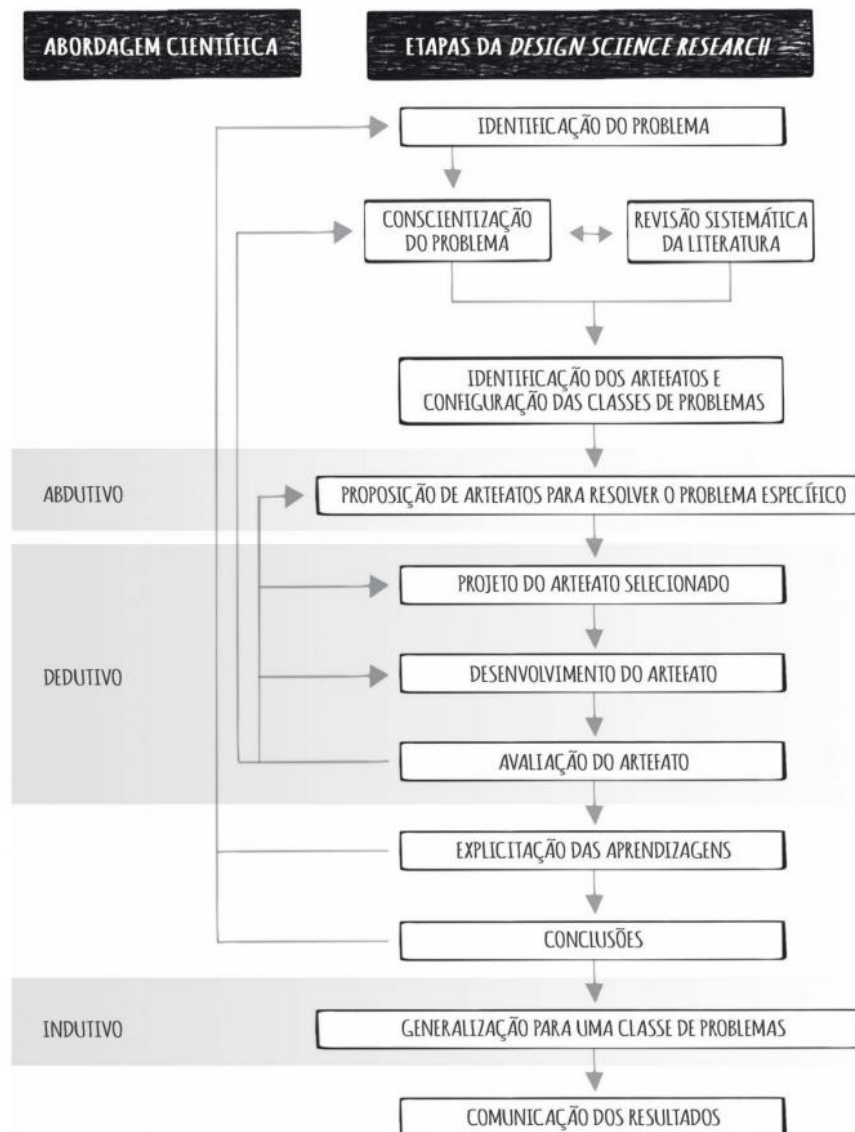 ABORDAGEM CIENTÍFICA
ETAPAS DA DESIGN SCIENCE RESEARCH
IDENTIFICAÇÃO DO PROBLEMA
CONSCIENTIZAÇÃO
DO PROBLEMA
REVISÃO SISTEMÁTICA
DA LITERATURA
IDENTIFICAÇÃO DOS ARTEFATOS E
CONFIGURAÇÃO DAS CLASSES DE PROBLEMAS
ABDUTIVO
PROPOSIÇÃO DE ARTEFATOS PARA RESOLVER O PROBLEMA ESPECÍFICO
PROJETO DO ARTEFATO SELECIONADO
DEDUTIVO
DESENVOLVIMENTO DO ARTEFATO
AVALIAÇÃO DO ARTEFATO
EXPLICITAÇÃO DAS APRENDIZAGENS
CONCLUSÕES
INDUTIVO
GENERALIZAÇÃO PARA UMA CLASSE DE PROBLEMAS
COMUNICAÇÃO DOS RESULTADOS